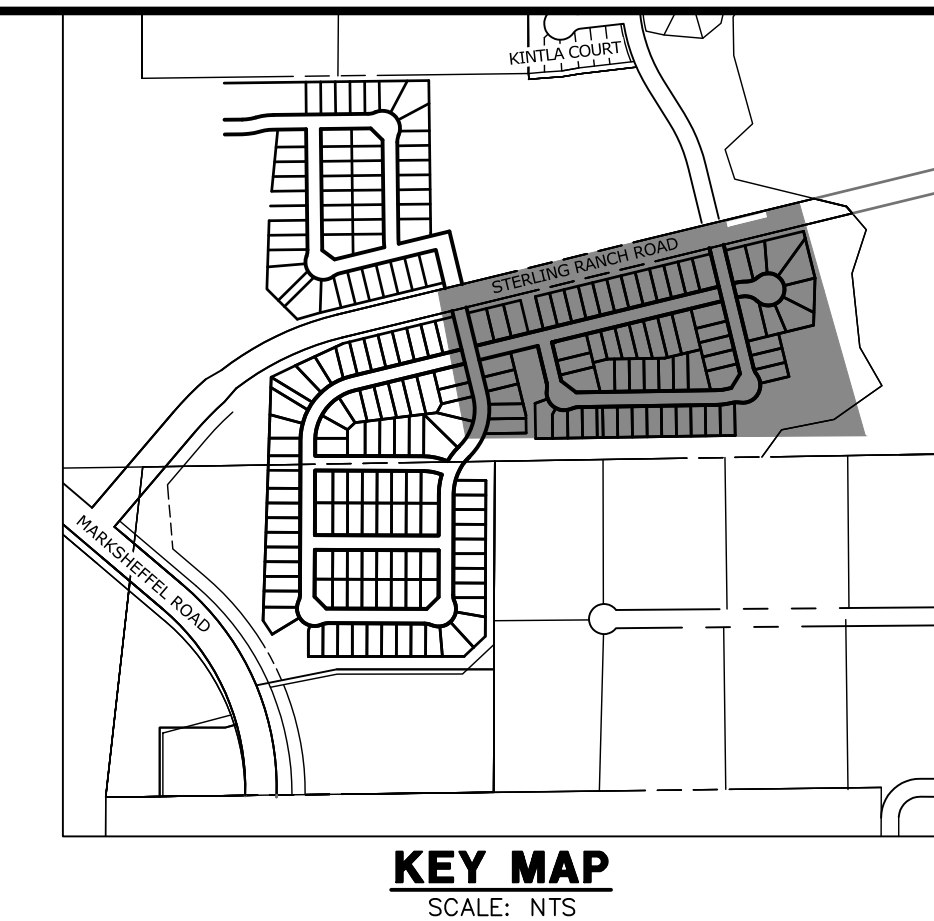 KINTLA COURT
STERLING RANCH ROAD
MARKSHEFFEL ROAD
KEY MAP
SCALE: NTS